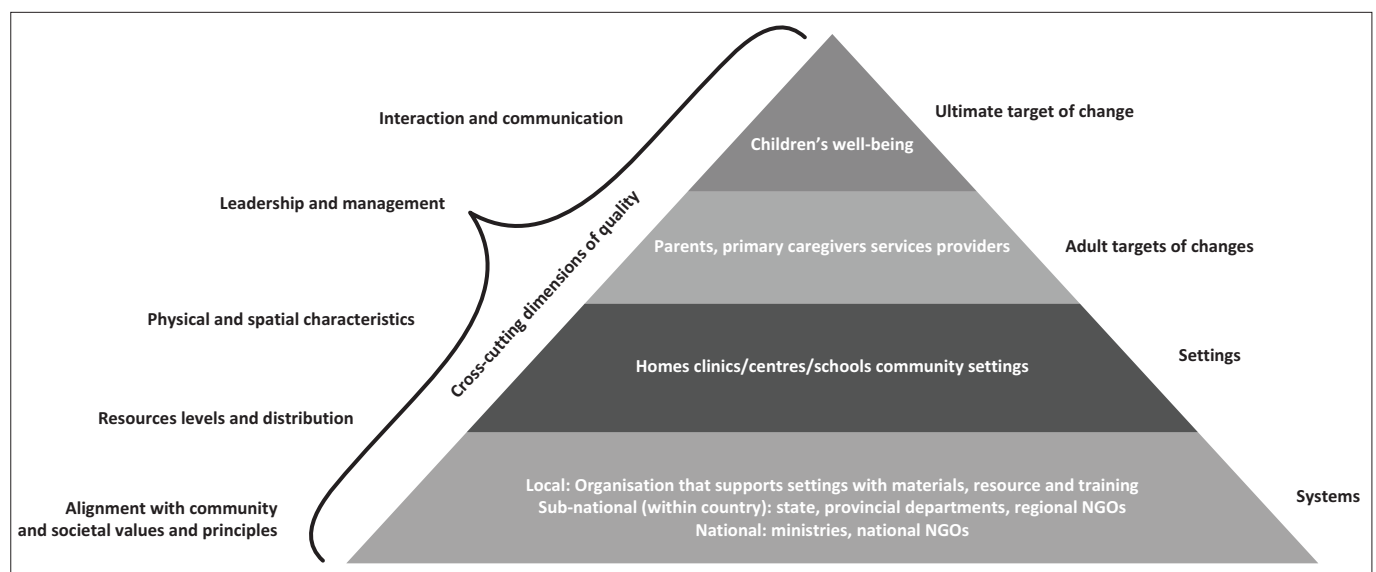 Interaction and communication
Leadership and management
Physical and spatial characteristics
Resources levels and distribution
Alignment with community
and societal values and principles
Cross-cutting dimensions of quality
Children’s well-being
Parents, primary caregivers services providers
Homes clinics/centres/schools community settings
Local: Organisation that supports settings with materials, resource and training
Sub-national (within country): state, provincial departments, regional NGOs
National: ministries, national NGOs
Ultimate target of change
Adult targets of changes
Settings
Systems